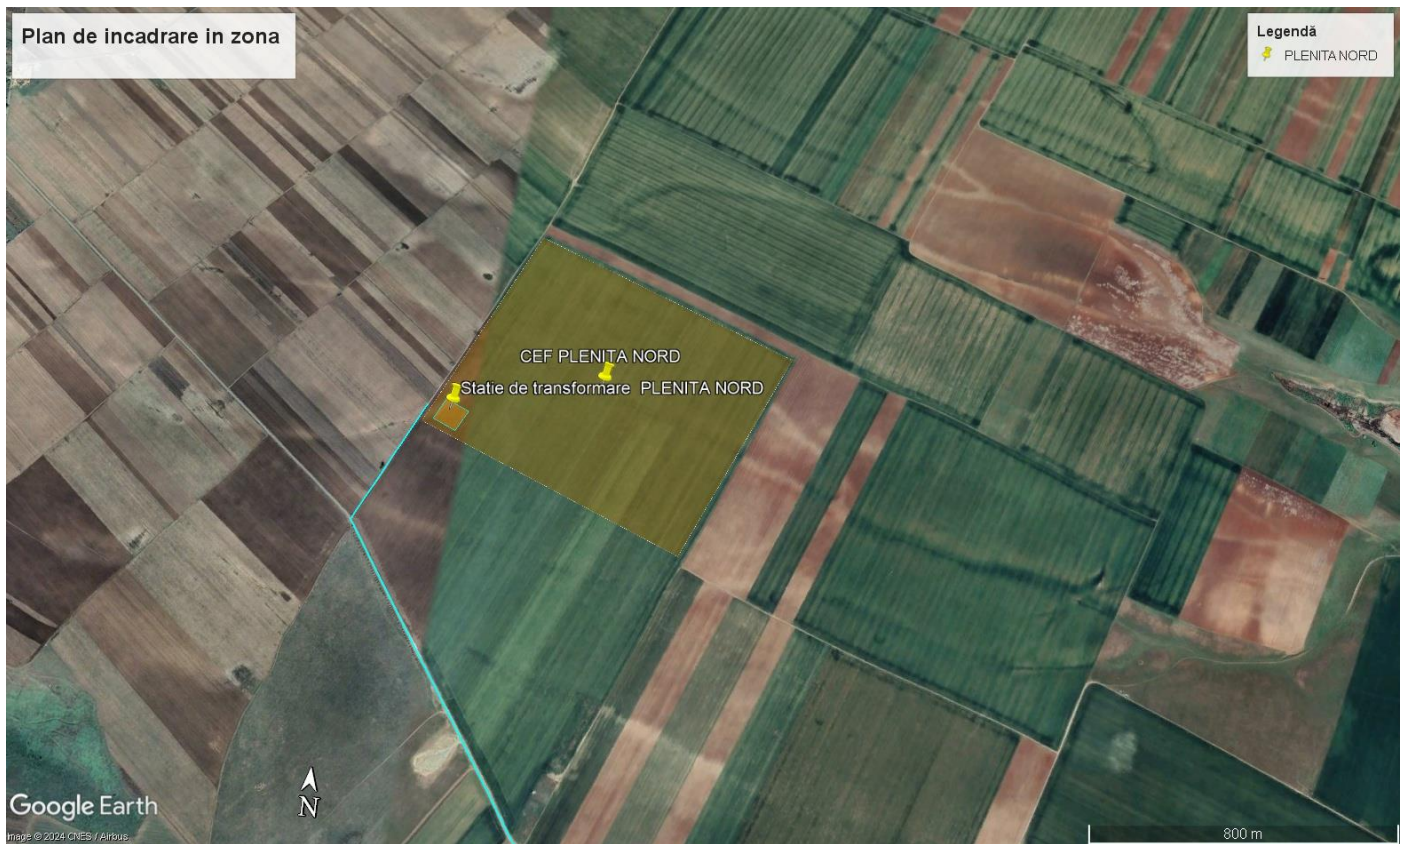 Plan de incadrare in zona
Legendă
PLENITA NORD
CEF PLENITA NORD
Statie de transformare PLENITA NORD
N
Google Earth
Image © 2024 CNES / Airbus
800 m